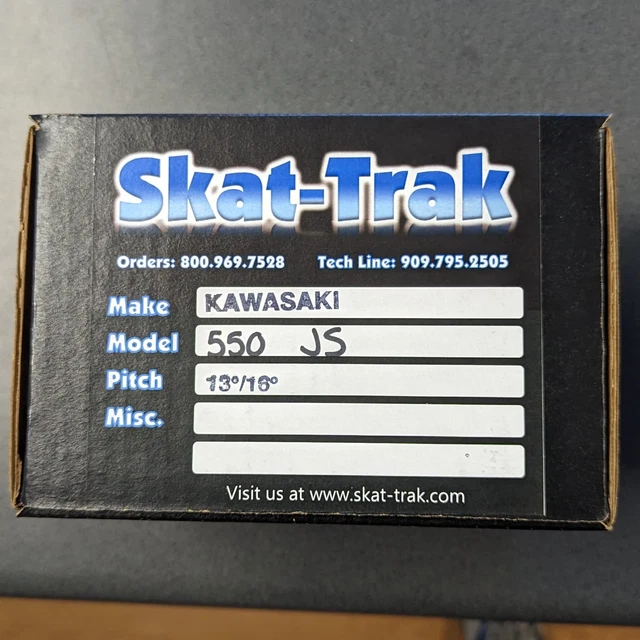 Skat-Trak
Orders: 800.969.7528 Tech Line: 909.795.2505
Make KAWASAKI
Model 550 JS
Pitch 13°/16°
Misc.
Visit us at www.skat-trak.com